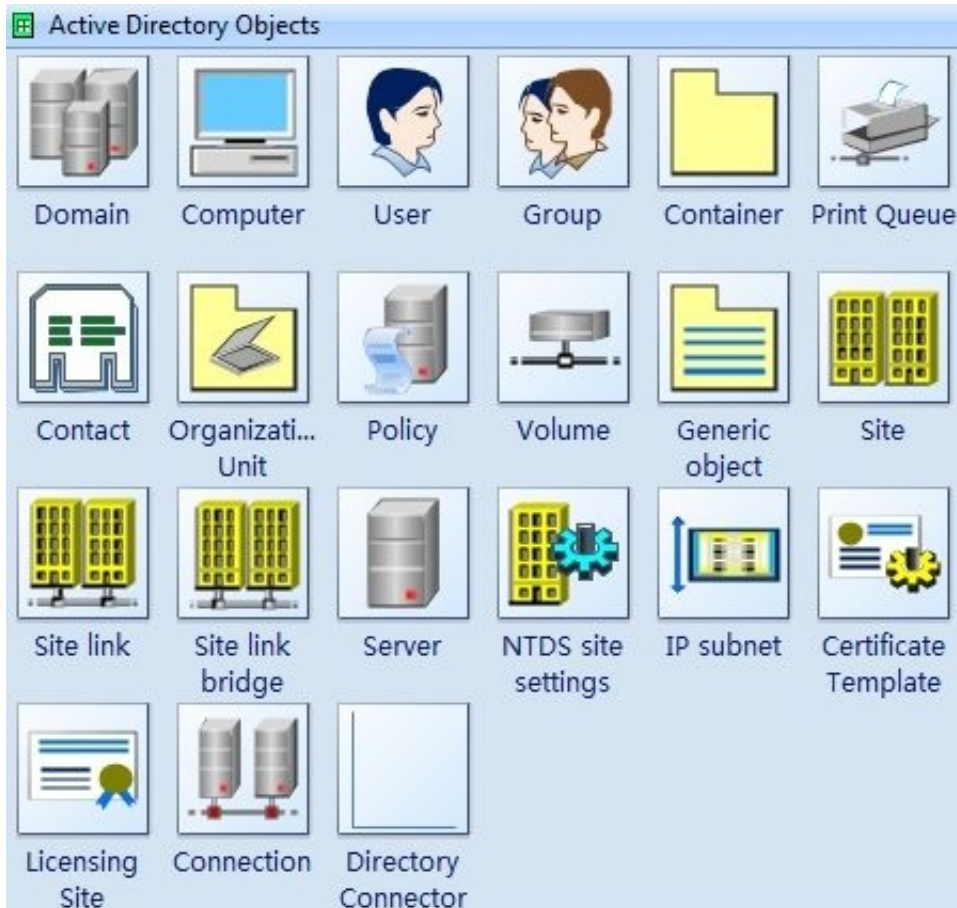 Active Directory Objects
Domain
Computer
User
Group
Container
Print Queue
Contact
Organizati...
Unit
Policy
Volume
Generic
object
Site
Site link
Site link
bridge
Server
NTDS site
settings
IP subnet
Certificate
Template
Licensing
Site
Connection
Directory
Connector